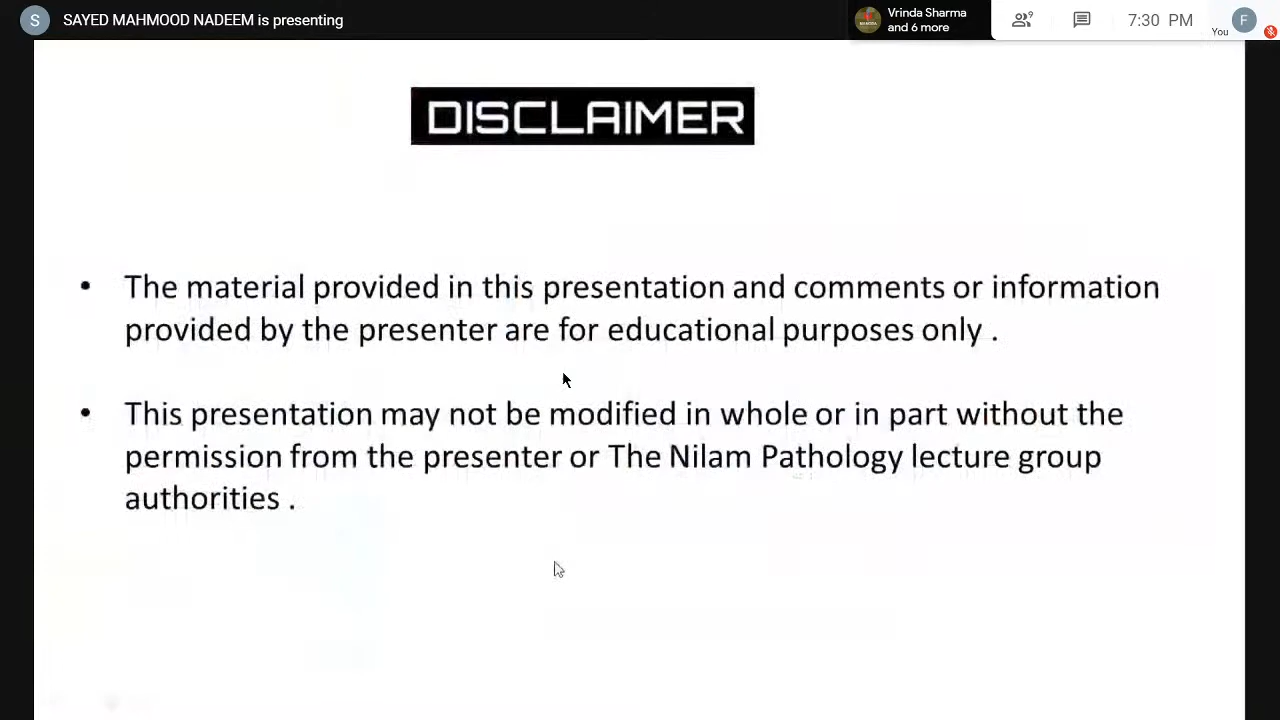 S SAYED MAHMOOD NADEEM is presenting
Vrinda Sharma
and 6 more
9
7:30 PM
You
F
DISCLAIMER
• The material provided in this presentation and comments or information
provided by the presenter are for educational purposes only .
• This presentation may not be modified in whole or in part without the
permission from the presenter or The Nilam Pathology lecture group
authorities .